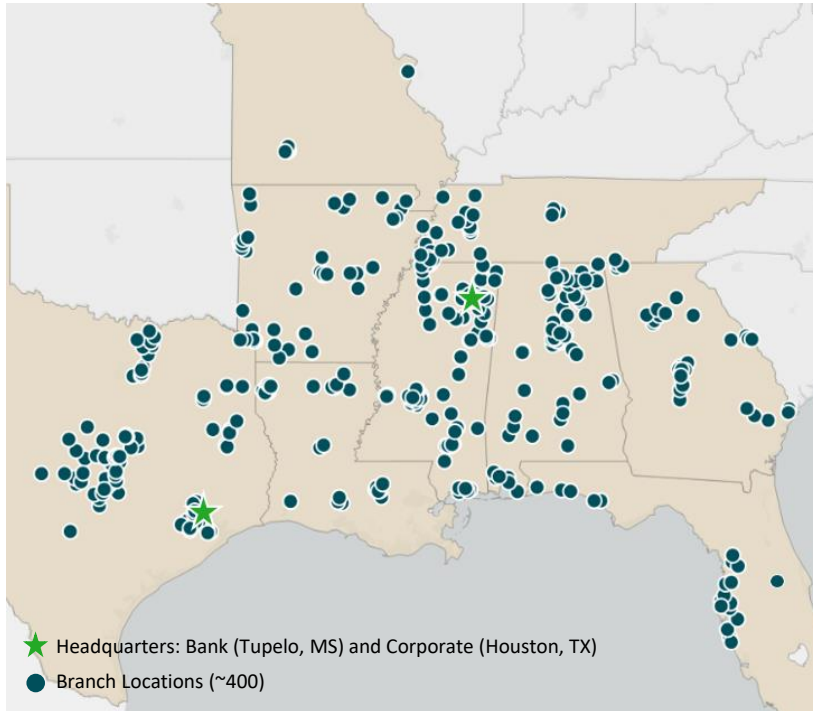 Headquarters: Bank (Tupelo, MS) and Corporate (Houston, TX)
Branch Locations (~400)